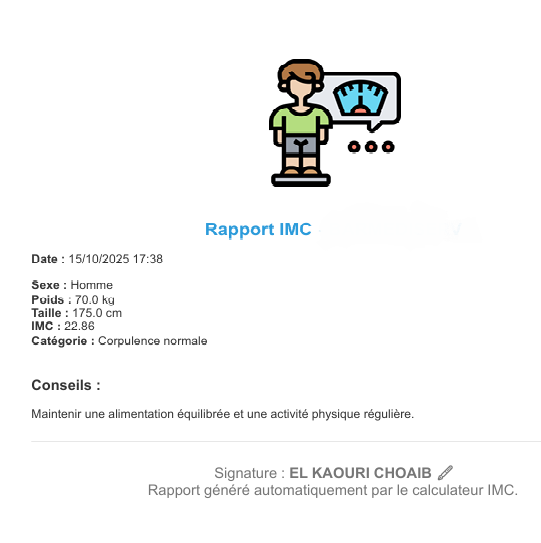 Rapport IMC
Date : 15/10/2025 17:38
Sexe : Homme
Poids : 70.0 kg
Taille : 175.0 cm
IMC : 22.86
Catégorie : Corpulence normale
Conseils :
Maintenir une alimentation équilibrée et une activité physique régulière.
Signature : EL KAOURI CHOAIB
Rapport généré automatiquement par le calculateur IMC.